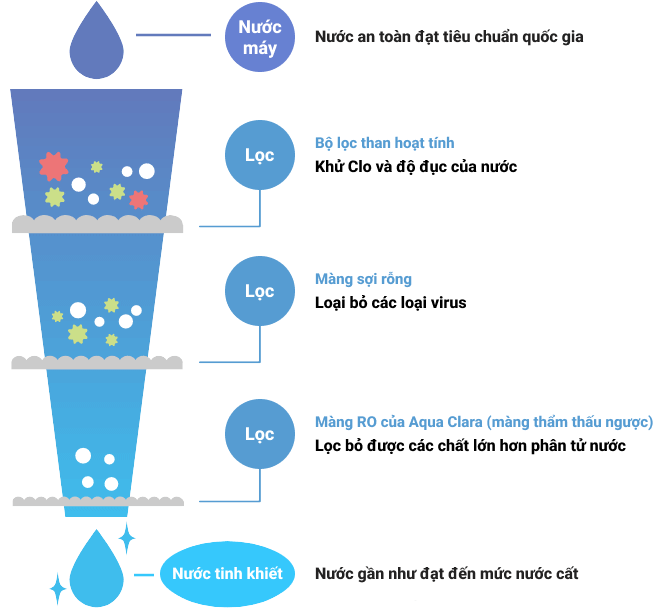 Nước
máy
Nước an toàn đạt tiêu chuẩn quốc gia
Lọc
Bộ lọc than hoạt tính
Khử Clo và độ đục của nước
Lọc
Màng sợi rỗng
Loại bỏ các loại virus
Lọc
Màng RO của Aqua Clara (màng thẩm thấu ngược)
Lọc bỏ được các chất lớn hơn phân tử nước
Nước tinh khiết
Nước gần như đạt đến mức nước cất